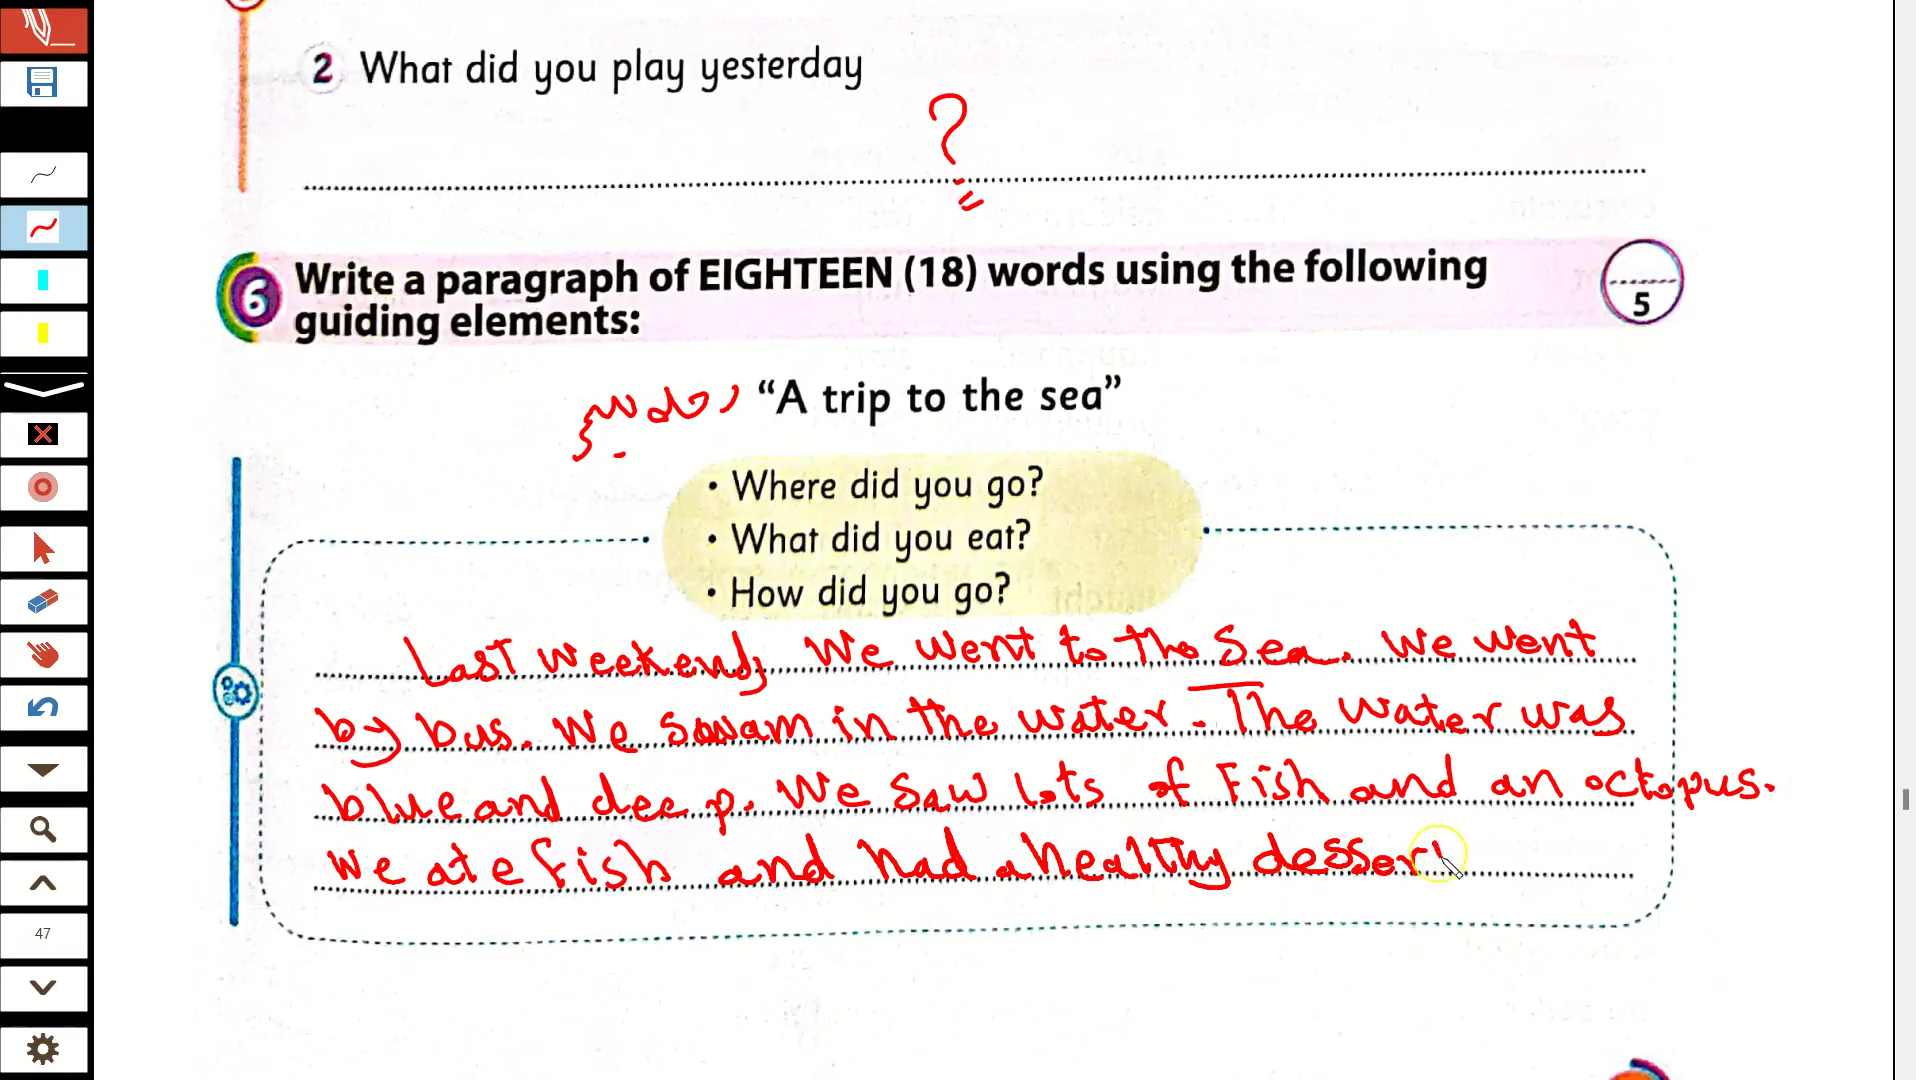 2 What did you play yesterday
?
6 Write a paragraph of EIGHTEEN (18) words using the following
guiding elements:
5
“A trip to the sea”
• Where did you go?
• What did you eat?
• How did you go?
Last weekend, We went to the Sea. We went
by bus. We swam in the water. The water was
blue and deep. We saw lots of fish and an octopus.
We ate fish and had a healthy dessert
47